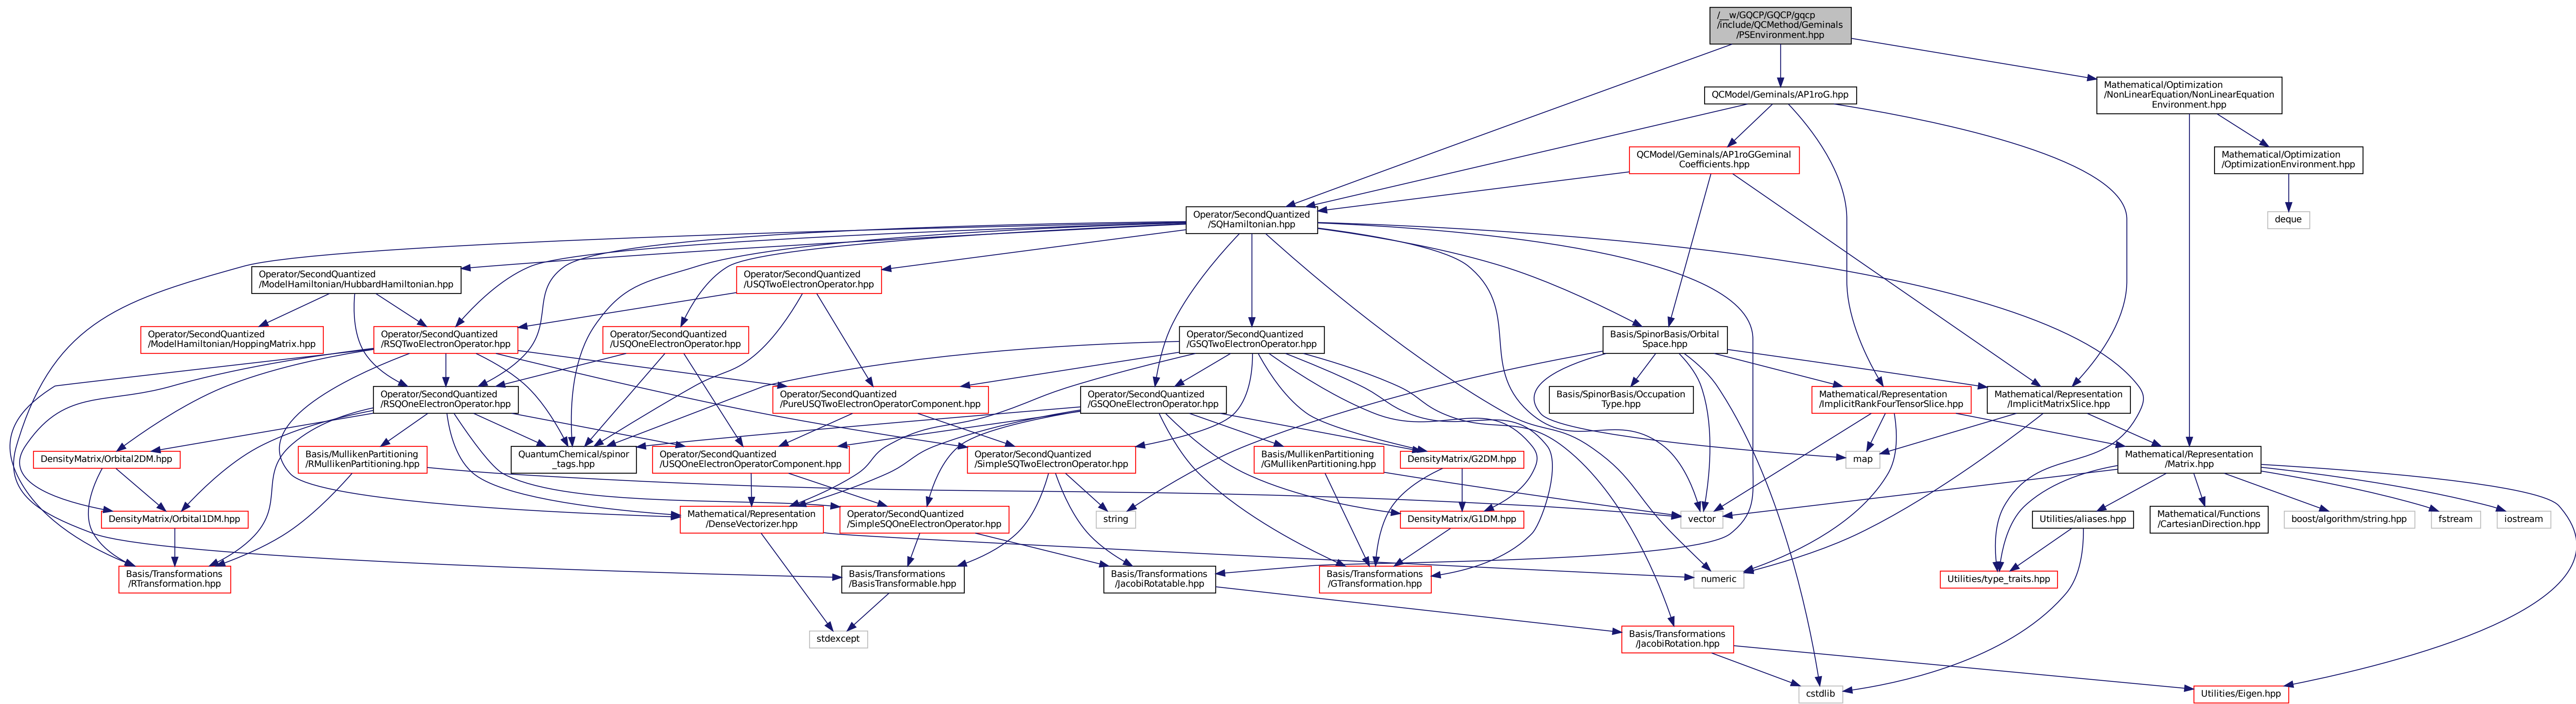 /__w/GQCP/GQCP/gqcp
/include/QCMethod/Geminals
/PSEnvironment.hpp
QCModel/Geminals/AP1roG.hpp
Mathematical/Optimization
/NonLinearEquation/NonLinearEquation
Environment.hpp
QCModel/Geminals/AP1roGGeminal
Coefficients.hpp
Mathematical/Optimization
/OptimizationEnvironment.hpp
Operator/SecondQuantized
/SQHamiltonian.hpp
deque
Operator/SecondQuantized
/ModelHamiltonian/HubbardHamiltonian.hpp
Operator/SecondQuantized
/USQTwoElectronOperator.hpp
Operator/SecondQuantized
/ModelHamiltonian/HoppingMatrix.hpp
Operator/SecondQuantized
/RSQTwoElectronOperator.hpp
Operator/SecondQuantized
/USQOneElectronOperator.hpp
Operator/SecondQuantized
/GSQTwoElectronOperator.hpp
Basis/SpinorBasis/Orbital
Space.hpp
Operator/SecondQuantized
/RSQOneElectronOperator.hpp
Operator/SecondQuantized
/PureUSQTwoElectronOperatorComponent.hpp
Operator/SecondQuantized
/GSQOneElectronOperator.hpp
Basis/SpinorBasis/Occupation
Type.hpp
Mathematical/Representation
/ImplicitRankFourTensorSlice.hpp
Mathematical/Representation
/ImplicitMatrixSlice.hpp
DensityMatrix/Orbital2DM.hpp
Basis/MullikenPartitioning
/RMullikenPartitioning.hpp
QuantumChemical/spinor
_tags.hpp
Operator/SecondQuantized
/USQOneElectronOperatorComponent.hpp
Operator/SecondQuantized
/SimpleSQTwoElectronOperator.hpp
Basis/MullikenPartitioning
/GMullikenPartitioning.hpp
DensityMatrix/G2DM.hpp
map
Mathematical/Representation
/Matrix.hpp
DensityMatrix/Orbital1DM.hpp
Mathematical/Representation
/DenseVectorizer.hpp
Operator/SecondQuantized
/SimpleSQOneElectronOperator.hpp
string
DensityMatrix/G1DM.hpp
vector
Utilities/aliases.hpp
Mathematical/Functions
/CartesianDirection.hpp
boost/algorithm/string.hpp
fstream
iostream
Basis/Transformations
/RTransformation.hpp
Basis/Transformations
/BasisTransformable.hpp
Basis/Transformations
/JacobiRotatable.hpp
Basis/Transformations
/GTransformation.hpp
numeric
Utilities/type_traits.hpp
stdexcept
Basis/Transformations
/JacobiRotation.hpp
cstdlib
Utilities/Eigen.hpp